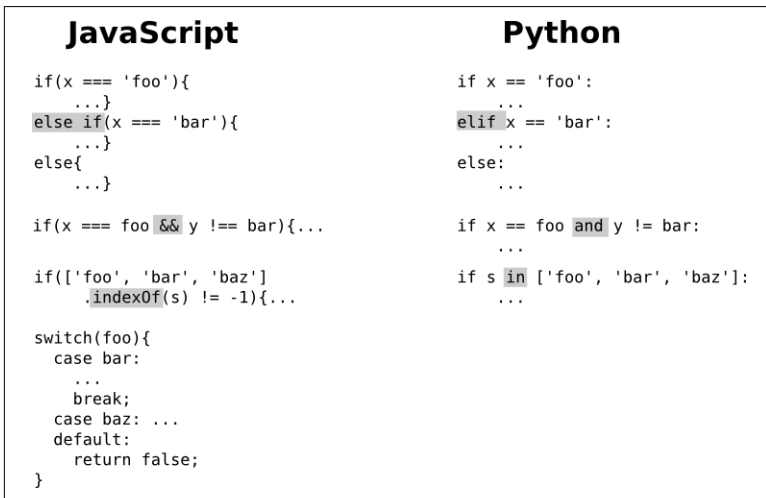 JavaScript
if(x === 'foo'){
    ...}
else if(x === 'bar'){
    ...}
else{
    ...}
if(x === foo && y !== bar){...
if(['foo', 'bar', 'baz']
     .indexOf(s) != -1){...
switch(foo){
  case bar:
    ...
    break;
  case baz: ...
  default:
    return false;
}
Python
if x == 'foo':
    ...
elif x == 'bar':
    ...
else:
    ...
if x == foo and y != bar:
    ...
if s in ['foo', 'bar', 'baz']:
    ...